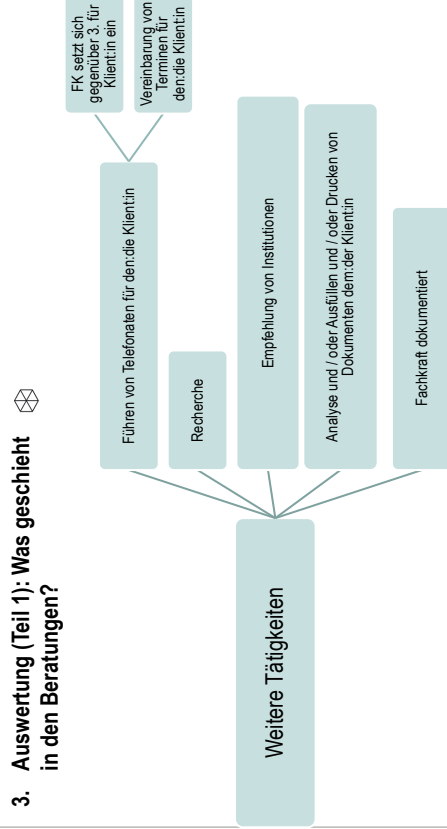 3. Auswertung (Teil 1): Was geschieht
in den Beratungen?
Weitere Tätigkeiten
Führen von Telefonaten für den:die Klient:in
FK setzt sich
gegenüber 3. für
Klient:in ein
Vereinbarung von
Terminen für
den:die Klient:in
Recherche
Empfehlung von Institutionen
Analyse und / oder Ausfüllen und / oder Drucken von
Dokumenten dem:der Klient:in
Fachkraft dokumentiert